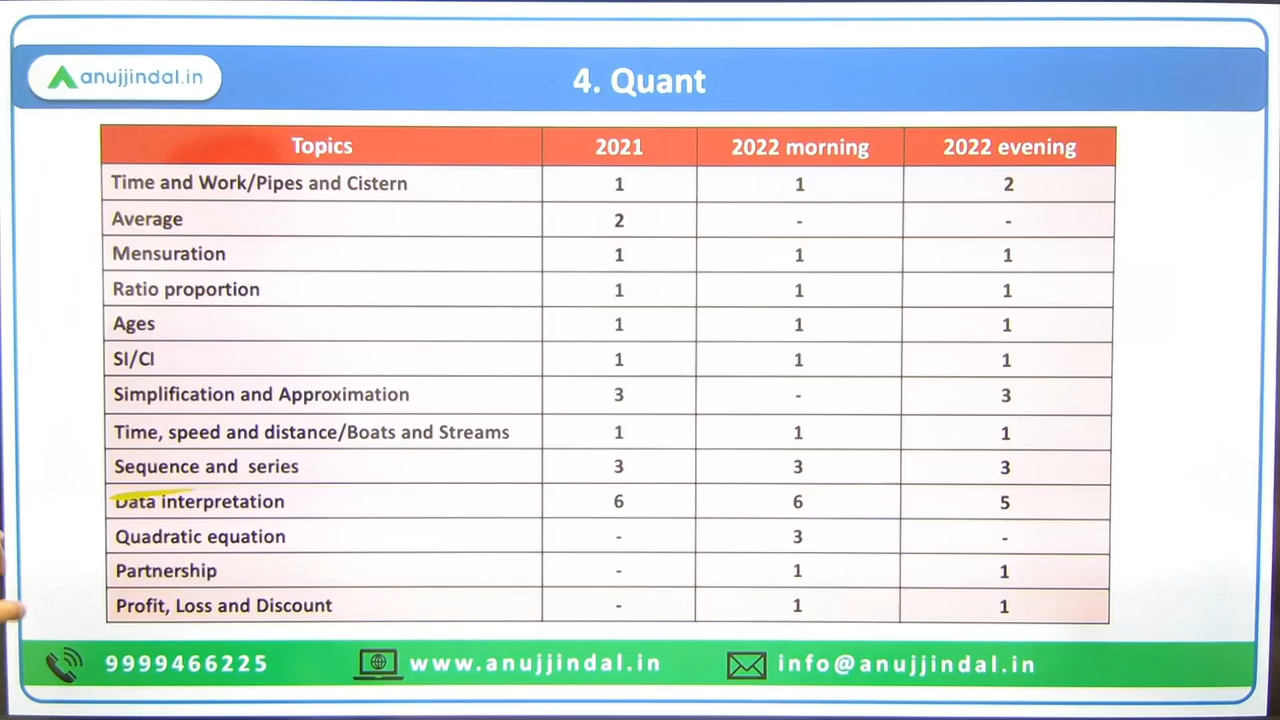 anujjindal.in
4. Quant
Topics 2021 2022 morning 2022 evening
Time and Work/Pipes and Cistern 1 1 2
Average 2 - -
Mensuration 1 1 1
Ratio proportion 1 1 1
Ages 1 1 1
SI/CI 1 1 1
Simplification and Approximation 3 - 3
Time, speed and distance/Boats and Streams 1 1 1
Sequence and series 3 3 3
Data interpretation 6 6 5
Quadratic equation - 3 -
Partnership - 1 1
Profit, Loss and Discount - 1 1
9999466225 www.anujjindal.in info@anujjindal.in